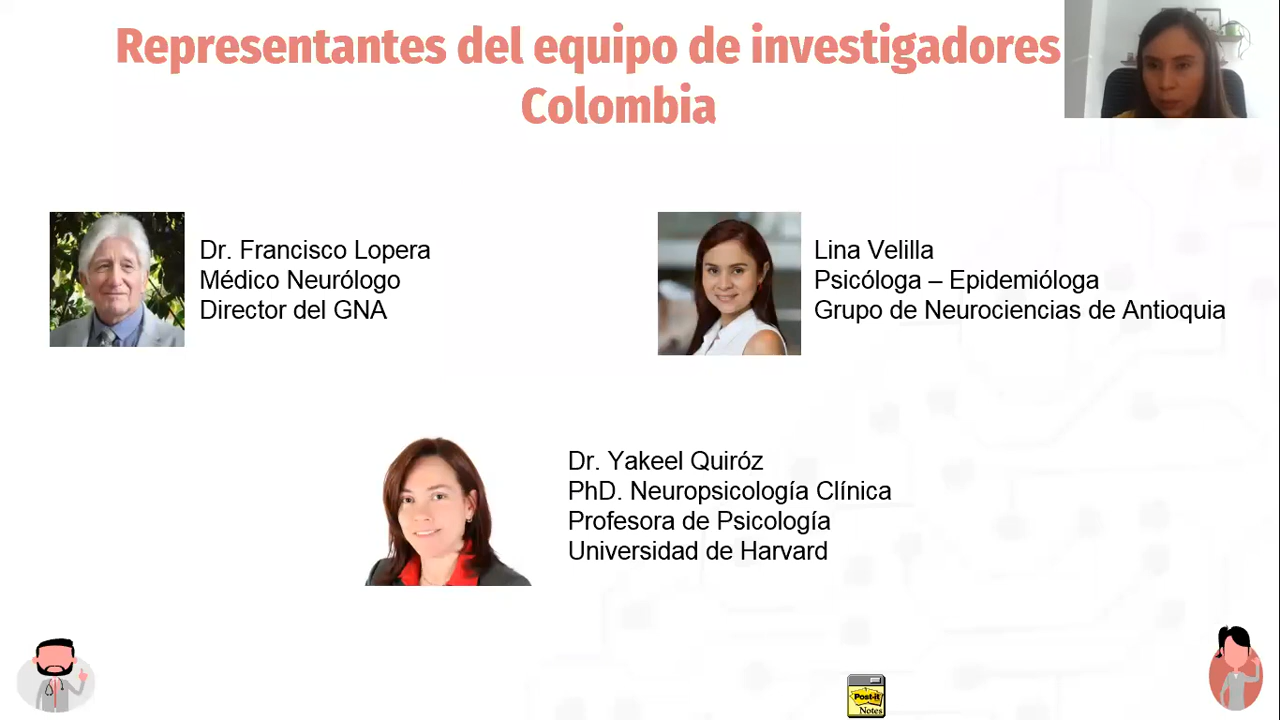 Representantes del equipo de investigadores
Colombia
Dr. Francisco Lopera
Médico Neurólogo
Director del GNA
Lina Velilla
Psicóloga – Epidemióloga
Grupo de Neurociencias de Antioquia
Dr. Yakeel Quiróz
PhD. Neuropsicología Clínica
Profesora de Psicología
Universidad de Harvard
Post-it
Notes